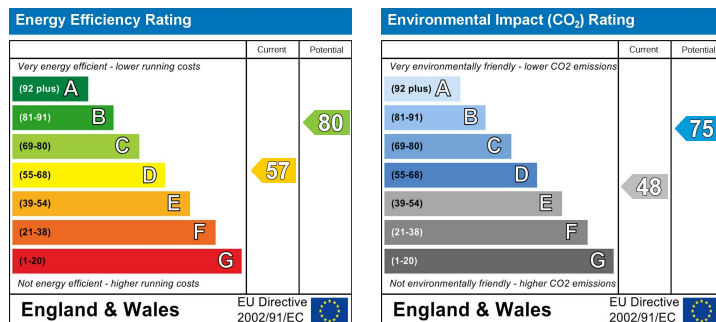 Energy Efficiency Rating
Current Potential
Very energy efficient - lower running costs
(92 plus) A
(81-91) B
80
(69-80) C
(55-68) D
57
(39-54) E
(21-38) F
(1-20) G
Not energy efficient - higher running costs
England & Wales
EU Directive
2002/91/EC
Environmental Impact (CO₂) Rating
Current Potential
Very environmentally friendly - lower CO2 emissions
(92 plus) A
(81-91) B
75
(69-80) C
(55-68) D
48
(39-54) E
(21-38) F
(1-20) G
Not environmentally friendly - higher CO2 emissions
England & Wales
EU Directive
2002/91/EC